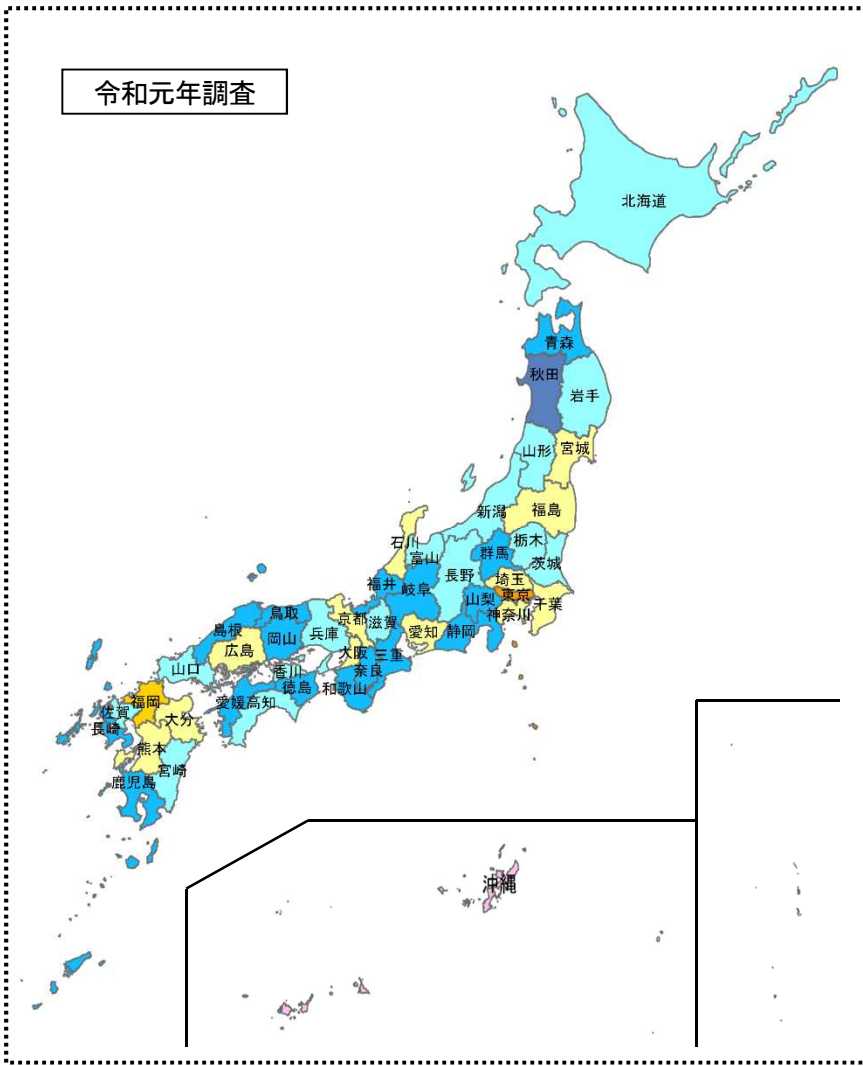 令和元年調査
北海道
青森
秋田
岩手
山形
宮城
新潟
福島
石川
富山
群馬
栃木
茨城
長野
福井
岐阜
埼玉
山梨
東京
千葉
神奈川
鳥取
島根
岡山
兵庫
京都
滋賀
愛知
静岡
広島
大阪
三重
奈良
山口
香川
徳島
和歌山
愛媛
高知
福岡
佐賀
大分
長崎
熊本
宮崎
鹿児島
沖縄